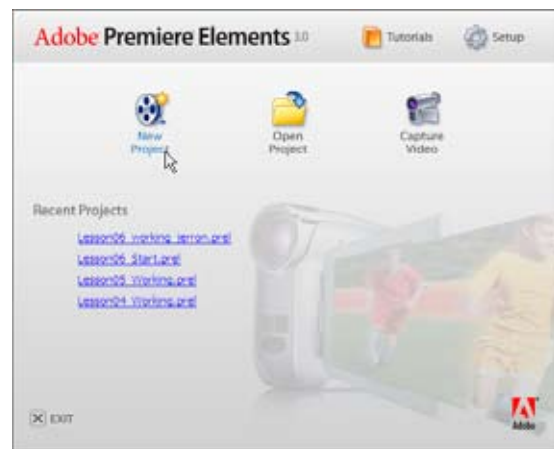 Adobe Premiere Elements 3.0
Tutorials
Setup
New Project
Open Project
Capture Video
Recent Projects
Lesson06_working_jerron.prel
Lesson06_Start.prel
Lesson05_Working.prel
Lesson04_Working.prel
EXIT
Adobe